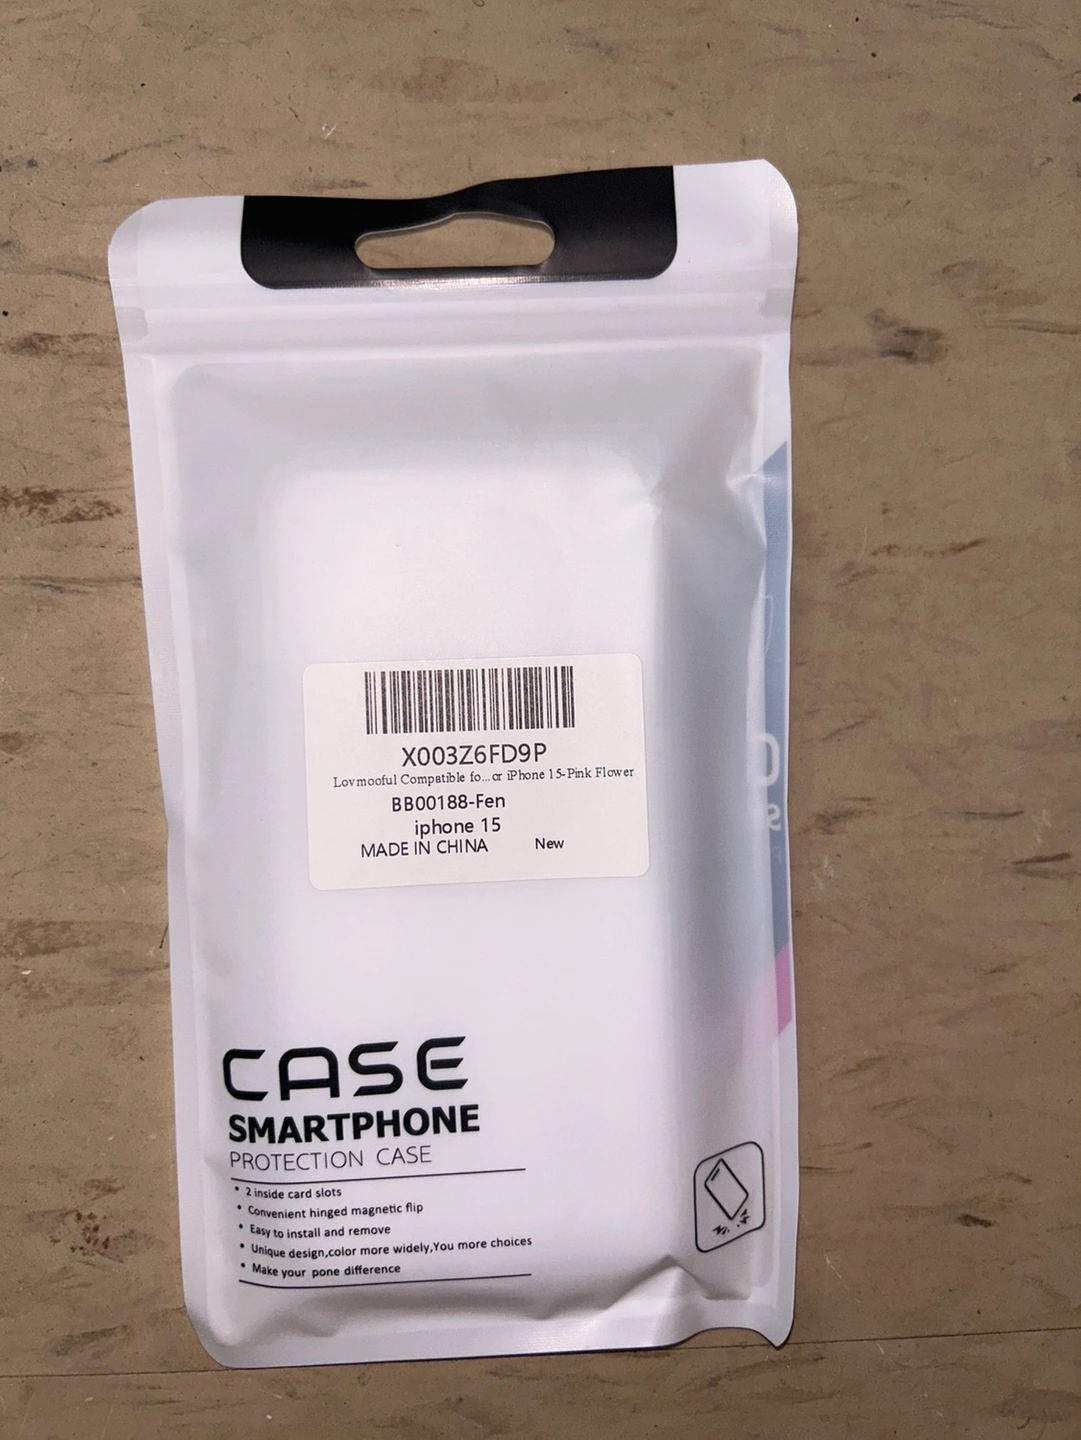 X003Z6FD9P
Lovmooful Compatible fo...or iPhone 15-Pink Flower
BB00188-Fen
iphone 15
MADE IN CHINA New
CASE
SMARTPHONE
PROTECTION CASE
• 2 inside card slots
• Convenient hinged magnetic flip
• Easy to install and remove
• Unique design,color more widely,You more choices
• Make your pone difference